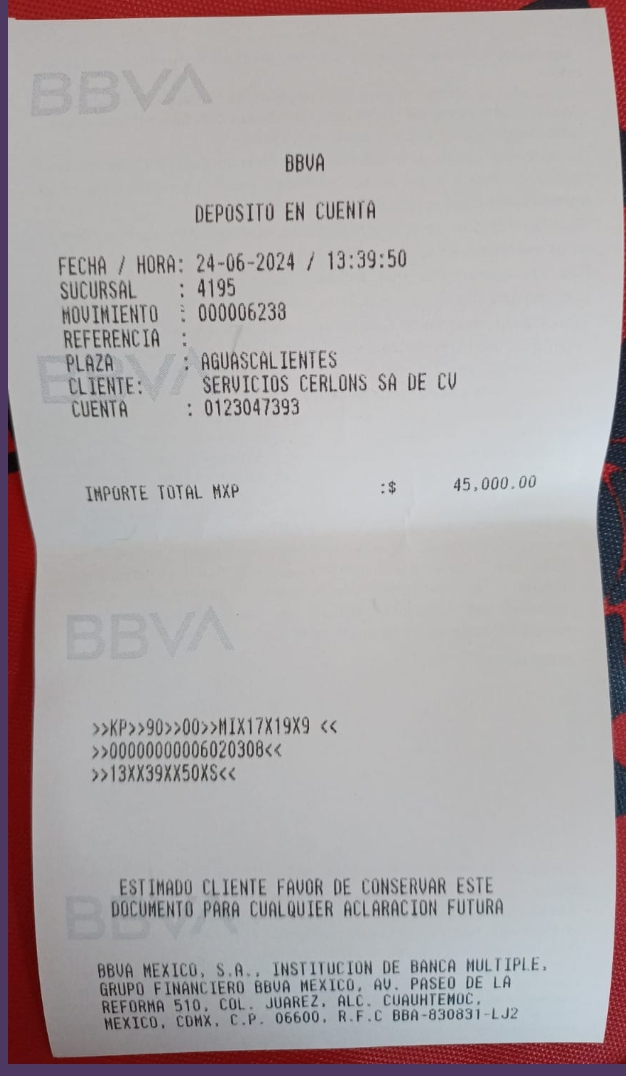 BBVA
BBVA
DEPOSITO EN CUENTA
FECHA / HORA: 24-06-2024 / 13:39:50
SUCURSAL : 4195
MOVIMIENTO : 000006238
REFERENCIA :
BBVA
PLAZA : AGUASCALIENTES
CLIENTE: SERVICIOS CERLONS SA DE CV
CUENTA : 0123047393
IMPORTE TOTAL MXP :$ 45,000.00
BBVA
>>KP>>90>>00>>MIX17X19X9 <<
>>00000000006020308<<
>>13XX39XX50XS<<
ESTIMADO CLIENTE FAVOR DE CONSERVAR ESTE
BBVA
DOCUMENTO PARA CUALQUIER ACLARACION FUTURA
BBVA MEXICO, S.A., INSTITUCION DE BANCA MULTIPLE,
GRUPO FINANCIERO BBVA MEXICO, AV. PASEO DE LA
REFORMA 510, COL. JUAREZ, ALC. CUAUHTEMOC,
MEXICO, CDMX, C.P. 06600, R.F.C BBA-830831-LJ2